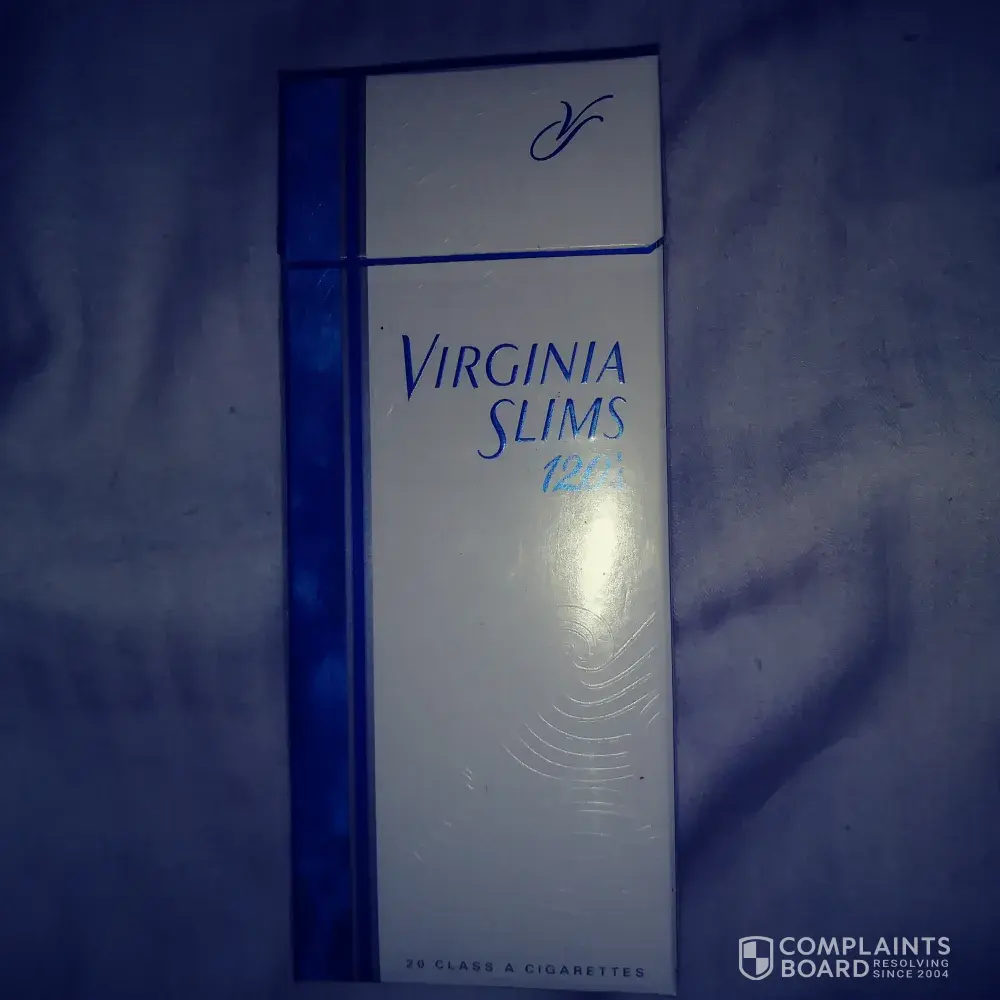 VIRGINIA
SLIMS
120's
20 CLASS A CIGARETTES
COMPLAINTS
BOARD RESOLVING
SINCE 2004